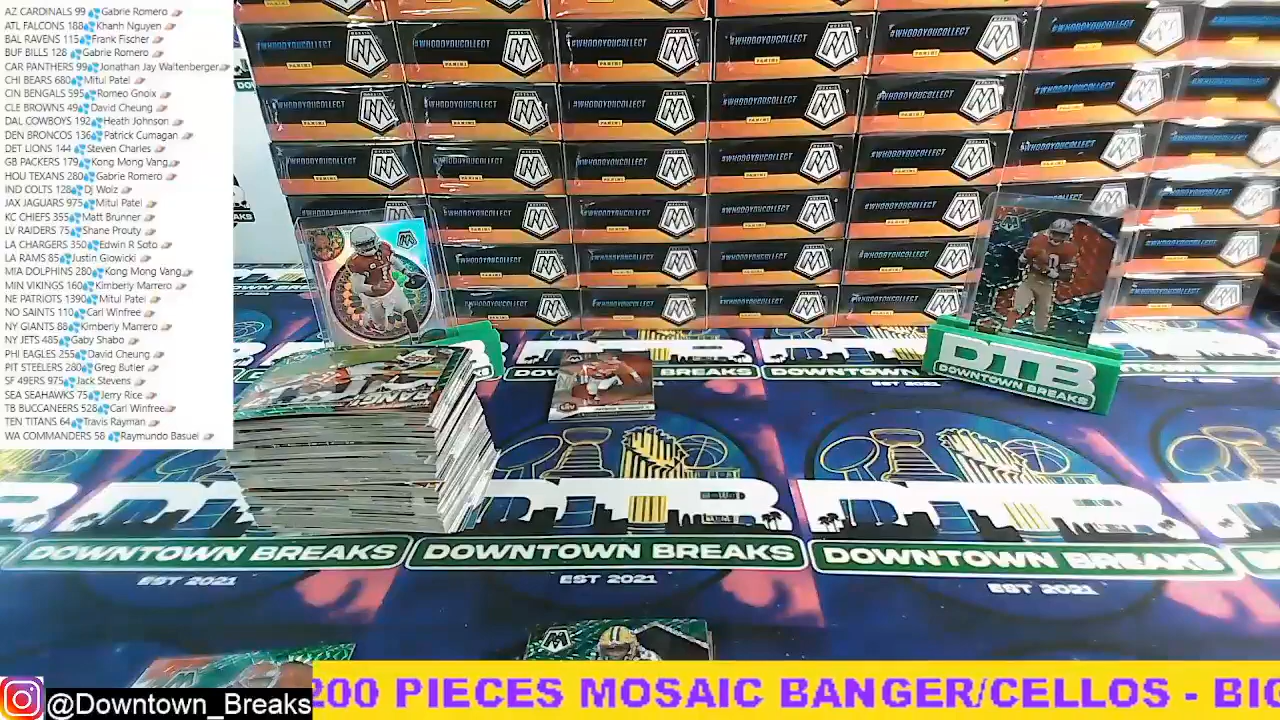 AZ CARDINALS 99 Gabrie Romero
ATL FALCONS 188 Khanh Nguyen
BAL RAVENS 115 Frank Fischer
BUF BILLS 128 Gabrie Romero
CAR PANTHERS 99 Jonathan Jay Waltenberger
CHI BEARS 680 Mitul Patel
CIN BENGALS 595 Romeo Gnoix
CLE BROWNS 49 David Cheung
DAL COWBOYS 192 Heath Johnson
DEN BRONCOS 136 Patrick Cumagan
DET LIONS 144 Steven Charles
GB PACKERS 179 Kong Mong Vang
HOU TEXANS 280 Gabrie Romero
IND COLTS 128 DJ Wolz
JAX JAGUARS 975 Mitul Patel
KC CHIEFS 355 Matt Brunner
LV RAIDERS 75 Shane Prouty
LA CHARGERS 350 Edwin R Soto
LA RAMS 85 Justin Glowicki
MIA DOLPHINS 280 Kong Mong Vang
MIN VIKINGS 160 Kimberly Marrero
NE PATRIOTS 1390 Mitul Patel
NO SAINTS 110 Carl Winfree
NY GIANTS 88 Kimberly Marrero
NY JETS 485 Gaby Shabo
PHI EAGLES 255 David Cheung
PIT STEELERS 280 Greg Butler
SF 49ERS 975 Jack Stevens
SEA SEAHAWKS 75 Jerry Rice
TB BUCCANEERS 528 Carl Winfree
TEN TITANS 64 Travis Rayman
WA COMMANDERS 58 Raymundo Basuel
#WHODOYOUCOLLECT
PANINI
DTB
DOWNTOWN BREAKS
DTB
DOWNTOWN BREAKS
EST 2021
DTB
DOWNTOWN BREAKS
EST 2021
DTB
DOWNTOWN BREAKS
EST 2021
@Downtown_Breaks
200 PIECES MOSAIC BANGER/CELLOS - BIG